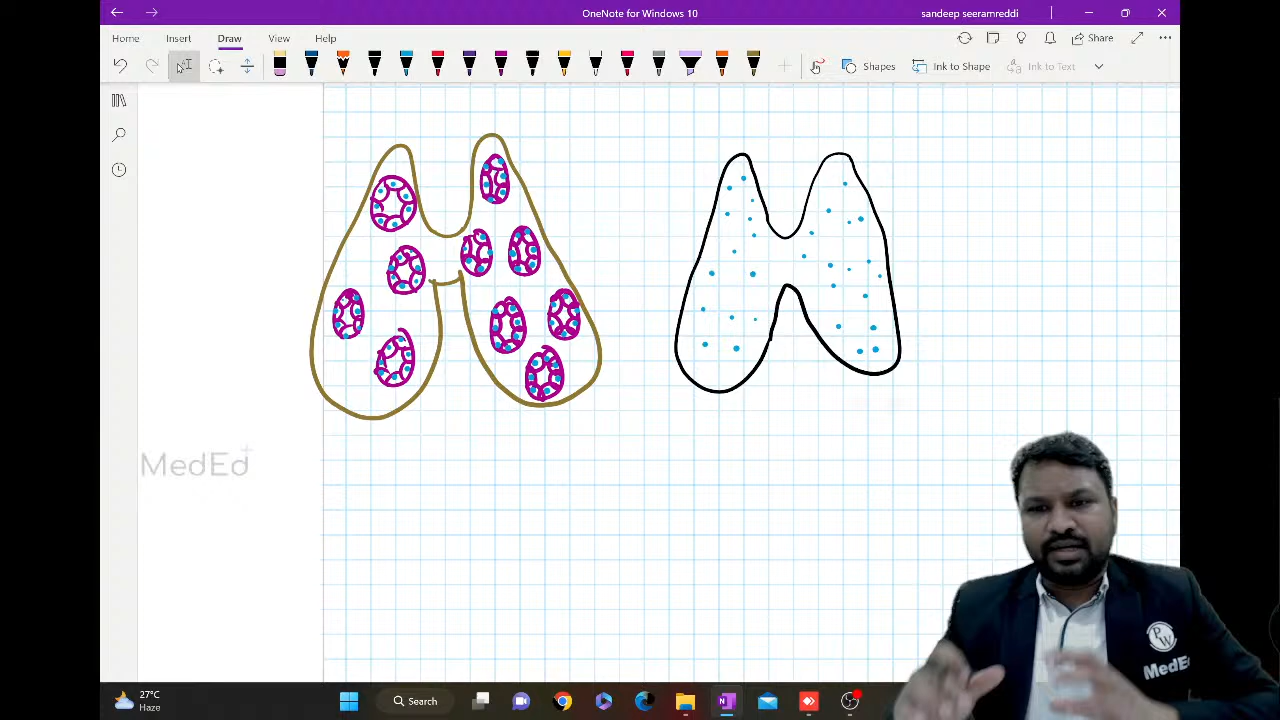 OneNote for Windows 10
sandeep seeramreddi
Home
Insert
Draw
View
Help
Share
Shapes
Ink to Shape
Ink to Text
MedEd
PW
MedEd
27°C
Haze
Search